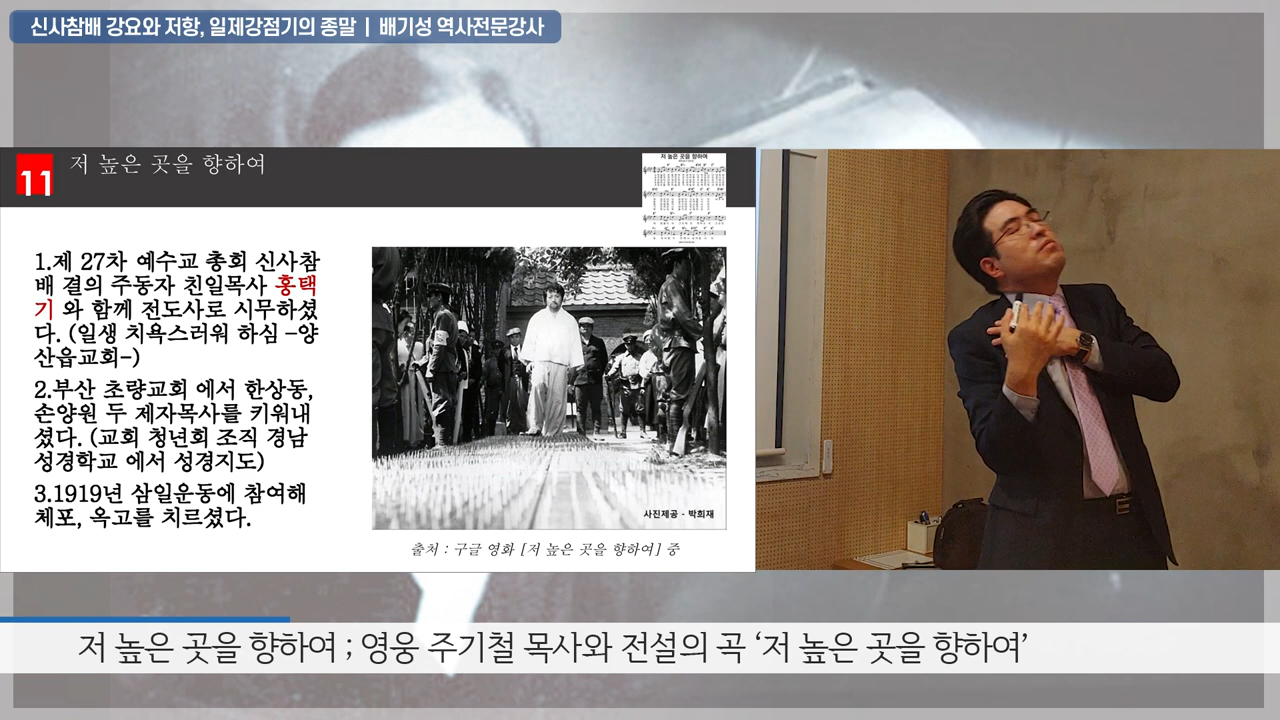 신사참배 강요와 저항, 일제강점기의 종말 | 배기성 역사전문강사
11
저 높은 곳을 향하여
저 높은 곳을 향하여
1.제 27차 예수교 총회 신사참
배 결의 주동자 친일목사 홍택
기 와 함께 전도사로 시무하셨
다. (일생 치욕스러워 하심 –양
산읍교회–)
2.부산 초량교회 에서 한상동,
손양원 두 제자목사를 키워내
셨다. (교회 청년회 조직 경남
성경학교 에서 성경지도)
3.1919년 삼일운동에 참여해
체포, 옥고를 치르셨다.
사진제공 - 박희재
출처 : 구글 영화 [저 높은 곳을 향하여] 중
저 높은 곳을 향하여 ; 영웅 주기철 목사와 전설의 곡 ‘저 높은 곳을 향하여’